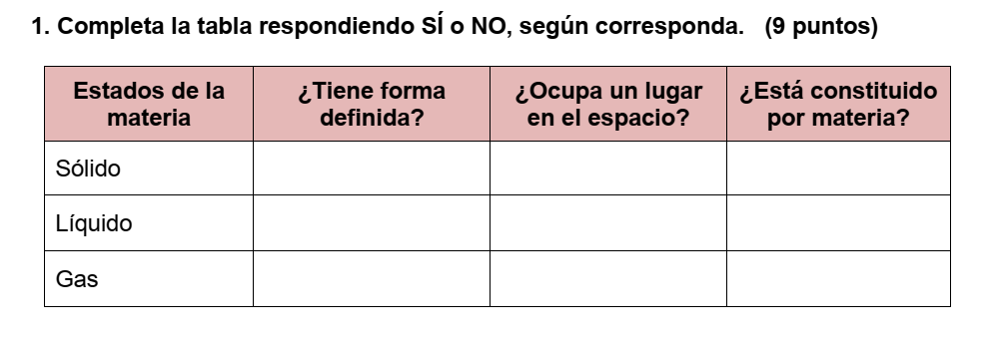 1. Completa la tabla respondiendo SÍ o NO, según corresponda. (9 puntos)
Estados de la materia
¿Tiene forma definida?
¿Ocupa un lugar en el espacio?
¿Está constituido por materia?
Sólido
Líquido
Gas